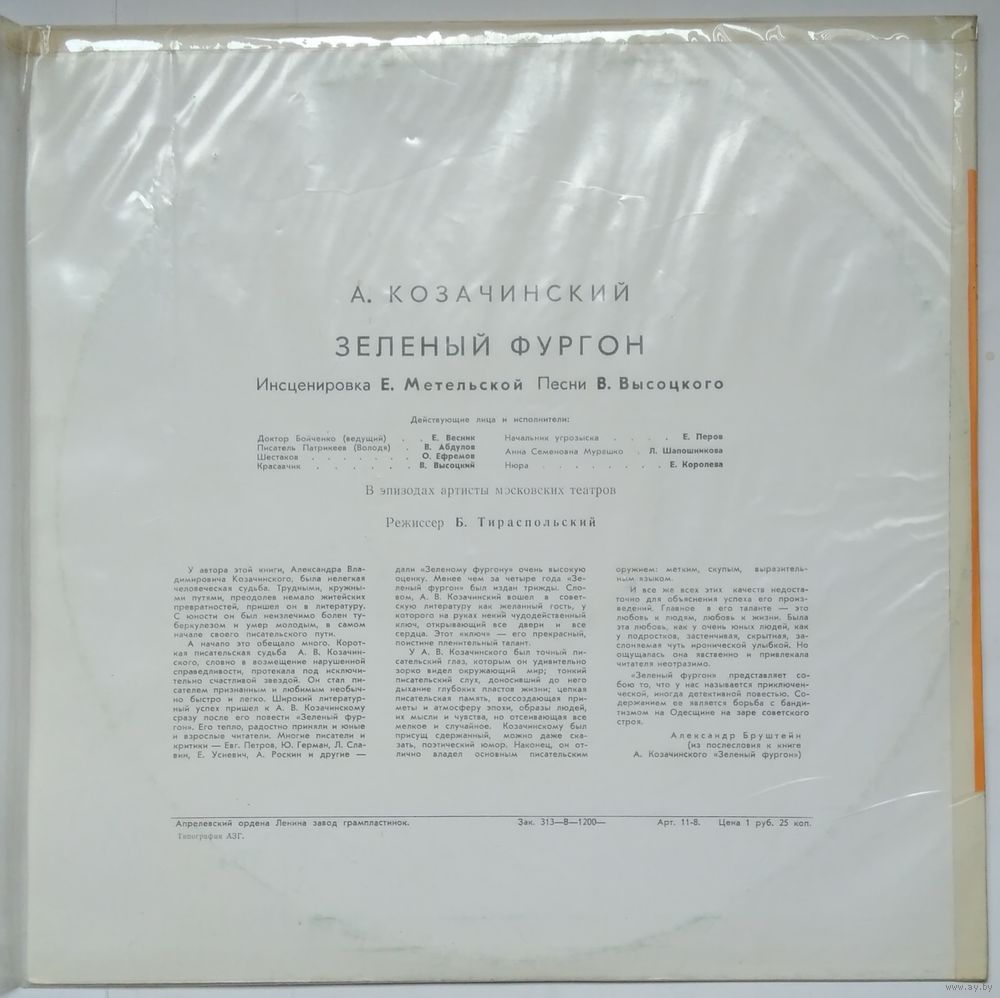 А. КОЗАЧИНСКИЙ
ЗЕЛЕНЫЙ ФУРГОН
Инсценировка Е. Метельской Песни В. Высоцкого
Действующие лица и исполнители:
Доктор Бойченко (ведущий) . . Е. Весник
Писатель Патрикеев (Володя) . В. Абдулов
Шестаков . . . . . . . О. Ефремов
Красавчик . . . . . . . В. Высоцкий
Начальник угрозыска . . . . Е. Перов
Анна Семеновна Мурашко . Л. Шапошникова
Нюра . . . . . . . . Е. Королева
В эпизодах артисты московских театров
Режиссер Б. Тираспольский
У автора этой книги, Александра Вла-
димировича Козачинского, была нелегкая
человеческая судьба. Трудными, кружны-
ми путями, преодолев немало житейских
превратностей, пришел он в литературу.
С юности он был неизлечимо болен ту-
беркулезом и умер молодым, в самом
начале своего писательского пути.
А начало это обещало много. Корот-
кая писательская судьба А. В. Козачин-
ского, словно в возмещение нарушенной
справедливости, протекала под исключи-
тельно счастливой звездой. Он стал пи-
сателем признанным и любимым необыч-
но быстро и легко. Широкий литератур-
ный успех пришел к А. В. Козачинскому
сразу после его повести «Зеленый фур-
гон». Его тепло, радостно приняли и юные
и взрослые читатели. Многие писатели и
критики — Евг. Петров, Ю. Герман, Л. Сла-
вин, Е. Усиевич, А. Роскин и другие —
дали «Зеленому фургону» очень высокую
оценку. Менее чем за четыре года «Зе-
леный фургон» был издан трижды. Сло-
вом, А. В. Козачинский вошел в совет-
скую литературу как желанный гость, у
которого на руках некий чудодейственный
ключ, открывающий все двери и все
сердца. Этот «ключ» — его прекрасный,
поистине пленительный талант.
У А. В. Козачинского был точный пи-
сательский глаз, которым он удивительно
зорко видел окружающий мир; тонкий
писательский слух, доносивший до него
дыхание глубоких пластов жизни; цепкая
писательская память, воссоздающая при-
меты и атмосферу эпохи, образы людей,
их мысли и чувства, но отсеивающая все
мелкое и случайное. Козачинскому был
присущ сдержанный, можно даже ска-
зать, поэтический юмор. Наконец, он от-
лично владел основным писательским
оружием: метким, скупым, выразитель-
ным языком.
И все же всех этих качеств недоста-
точно для объяснения успеха его произ-
ведений. Главное в его таланте — это
любовь к людям, любовь к жизни. Была
эта любовь, как у очень юных людей, как
у подростков, застенчивая, скрытная, за-
слоняемая чуть иронической улыбкой. Но
ощущалась она явственно и привлекала
читателя неотразимо.
«Зеленый фургон» представляет со-
бою то, что у нас называется приключен-
ческой, иногда детективной повестью. Со-
держанием ее является борьба с банди-
тизмом на Одесщине на заре советского
строя.
Александр Бруштейн
(из послесловия к книге
А. Козачинского «Зеленый фургон»)
Апрелевский ордена Ленина завод грампластинок. Зак. 313—8—1200— Арт. 11-8. Цена 1 руб. 25 коп.
Типография АЗГ.
www.ay.by